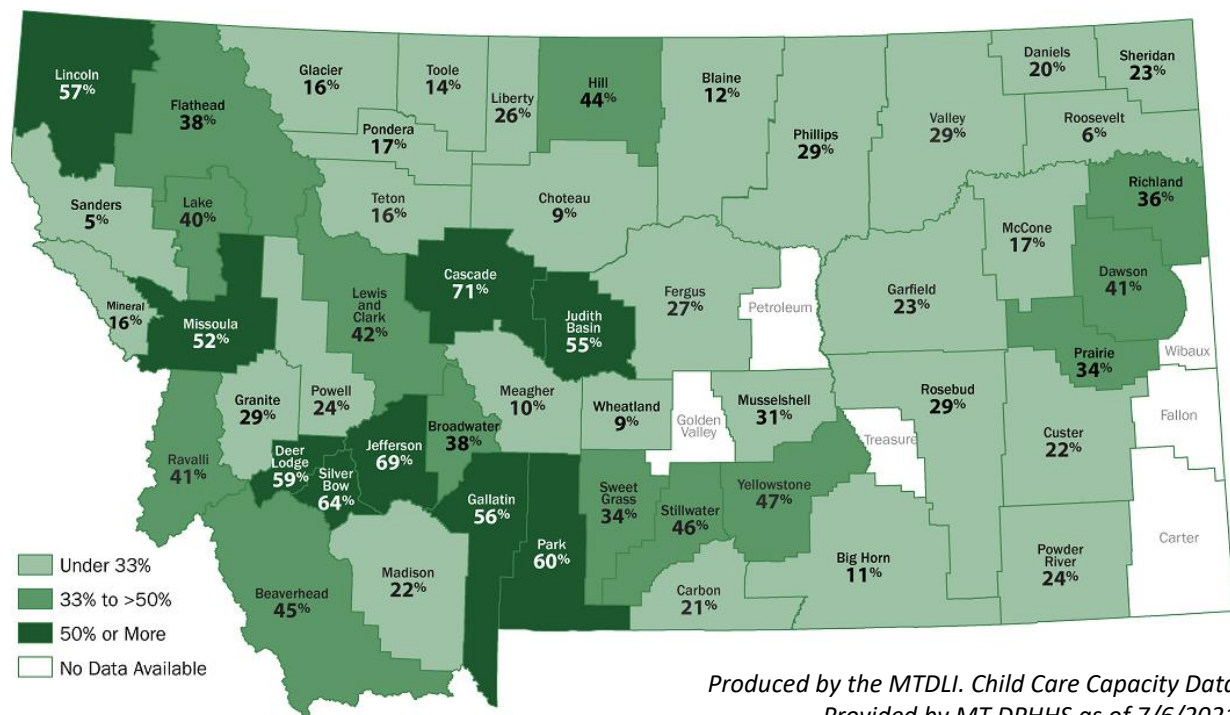 Lincoln
57%
Flathead
38%
Glacier
16%
Toole
14%
Liberty
26%
Hill
44%
Blaine
12%
Phillips
29%
Valley
29%
Daniels
20%
Sheridan
23%
Roosevelt
6%
Pondera
17%
Teton
16%
Choteau
9%
Richland
36%
McCone
17%
Dawson
41%
Sanders
5%
Lake
40%
Mineral
16%
Missoula
52%
Lewis
and
Clark
42%
Cascade
71%
Judith
Basin
55%
Fergus
27%
Petroleum
Garfield
23%
Prairie
34%
Wibaux
Granite
29%
Powell
24%
Meagher
10%
Wheatland
9%
Golden
Valley
Musselshell
31%
Treasure
Rosebud
29%
Custer
22%
Fallon
Ravalli
41%
Deer
Lodge
59%
Silver
Bow
64%
Jefferson
69%
Broadwater
38%
Gallatin
56%
Park
60%
Sweet
Grass
34%
Stillwater
46%
Yellowstone
47%
Big Horn
11%
Powder
River
24%
Carter
Beaverhead
45%
Madison
22%
Carbon
21%
Under 33%
33% to >50%
50% or More
No Data Available
Produced by the MTDLI. Child Care Capacity Data
Provided by MT DPHHS as of